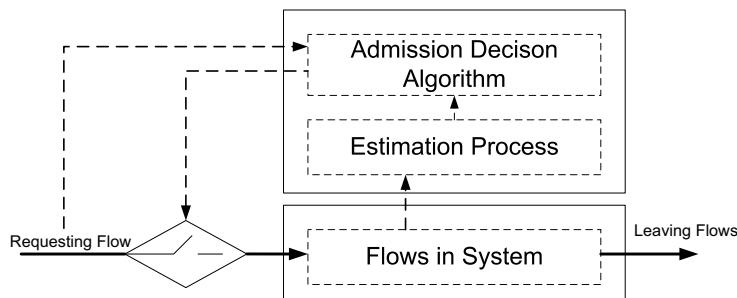 Admission Decison
Algorithm
Estimation Process
Requesting Flow
Flows in System
Leaving Flows